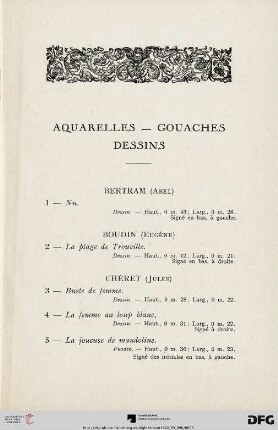 AQUARELLES — GOUACHES
DESSINS
BERTRAM (ABEL)
1 — Nu.
Dessin — Haut., 0 m. 43; Larg., 0 m. 28.
Signé en bas, à gauche.
BOUDIN (EUGÈNE)
2 — La plage de Trouville.
Dessin. — Haut., 0 m. 12; Larg., 0 m. 21.
Signé en bas, à droite.
CHÉRET (JULES)
3 — Buste de femme.
Dessin. — Haut., 0 m. 28; Larg., 0 m. 22.
4 — La femme au loup blanc.
Dessin. — Haut., 0 m. 31; Larg., 0 m. 22.
Signé en bas, à droite.
5 — La joueuse de mandoline.
Fusain. — Haut., 0 m. 36; Larg., 0 m. 23.
Signé des initiales en bas, à gauche.
DFG